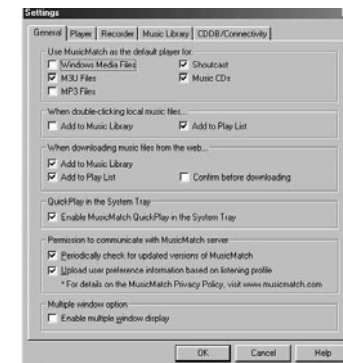 Settings
General Player Recorder Music Library CDDB/Connectivity
Use MusicMatch as the default player for:
Windows Media Files Shoutcast
M3U Files Music CDs
MP3 Files
When double-clicking local music files...
Add to Music Library Add to Play List
When downloading music files from the web...
Add to Music Library
Add to Play List Confirm before downloading
QuickPlay in the System Tray
Enable MusicMatch QuickPlay in the System Tray
Permission to communicate with MusicMatch server
Periodically check for updated versions of MusicMatch
Upload user preference information based on listening profile
* For details on the MusicMatch Privacy Policy, visit www.musicmatch.com
Multiple window option
Enable multiple window display
OK Cancel Help